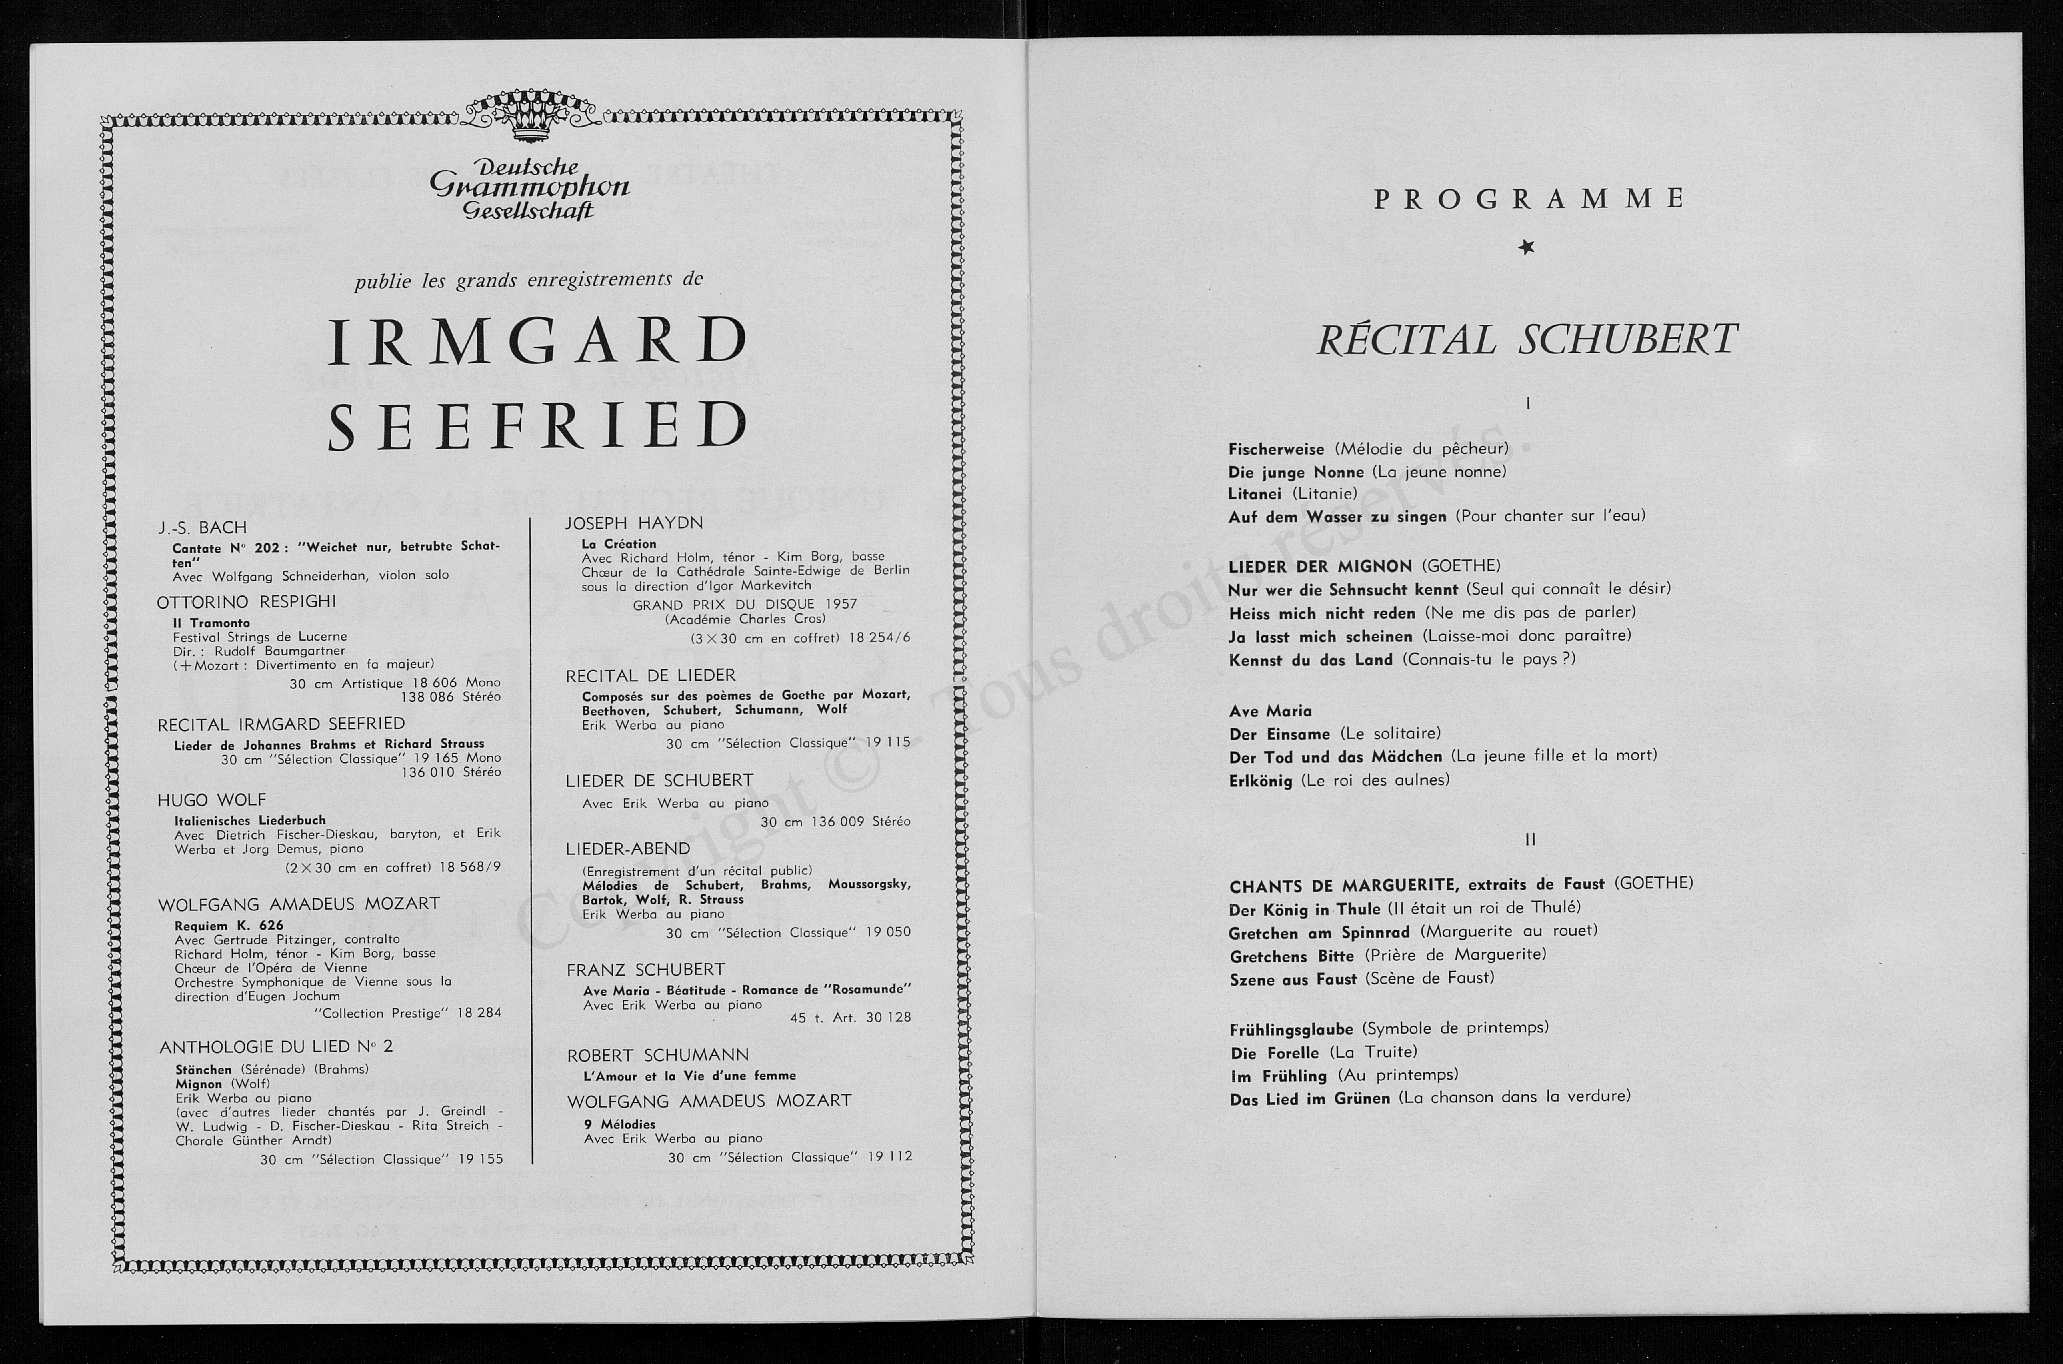 Deutsche
Grammophon
Gesellschaft
publie les grands enregistrements de
IRMGARD
SEEFRIED
J.-S. BACH
Cantate N° 202 : "Weichet nur, betrubte Schat-
ten"
Avec Wolfgang Schneiderhan, violon solo
OTTORINO RESPIGHI
Il Tramonto
Festival Strings de Lucerne
Dir. : Rudolf Baumgartner
(+Mozart : Divertimento en fa majeur)
30 cm Artistique 18 606 Mono
138 086 Stéréo
RECITAL IRMGARD SEEFRIED
Lieder de Johannes Brahms et Richard Strauss
30 cm "Sélection Classique" 19 165 Mono
136 010 Stéréo
HUGO WOLF
Italienisches Liederbuch
Avec Dietrich Fischer-Dieskau, baryton, et Erik
Werba et Jorg Demus, piano
(2 X 30 cm en coffret) 18 568/9
WOLFGANG AMADEUS MOZART
Requiem K. 626
Avec Gertrude Pitzinger, contralto
Richard Holm, ténor - Kim Borg, basse
Chœur de l'Opéra de Vienne
Orchestre Symphonique de Vienne sous la
direction d'Eugen Jochum
"Collection Prestige" 18 284
ANTHOLOGIE DU LIED N° 2
Stänchen (Sérénade) (Brahms)
Mignon (Wolf)
Erik Werba au piano
(avec d'autres lieder chantés par J. Greindl -
W. Ludwig - D. Fischer-Dieskau - Rita Streich -
Chorale Günther Arndt)
30 cm "Sélection Classique" 19 155
JOSEPH HAYDN
La Création
Avec Richard Holm, ténor - Kim Borg, basse
Chœur de la Cathédrale Sainte-Edwige de Berlin
sous la direction d'Igor Markevitch
GRAND PRIX DU DISQUE 1957
(Académie Charles Cros)
(3 X 30 cm en coffret) 18 254/6
RECITAL DE LIEDER
Composés sur des poèmes de Goethe par Mozart,
Beethoven, Schubert, Schumann, Wolf
Erik Werba au piano
30 cm "Sélection Classique" 19 115
LIEDER DE SCHUBERT
Avec Erik Werba au piano
30 cm 136 009 Stéréo
LIEDER-ABEND
(Enregistrement d'un récital public)
Mélodies de Schubert, Brahms, Moussorgsky,
Bartok, Wolf, R. Strauss
Erik Werba au piano
30 cm "Sélection Classique" 19 050
FRANZ SCHUBERT
Ave Maria - Béatitude - Romance de "Rosamunde"
Avec Erik Werba au piano
45 t. Art. 30 128
ROBERT SCHUMANN
L'Amour et la Vie d'une femme
WOLFGANG AMADEUS MOZART
9 Mélodies
Avec Erik Werba au piano
30 cm "Sélection Classique" 19 112
PROGRAMME
RÉCITAL SCHUBERT
I
Fischerweise (Mélodie du pêcheur)
Die junge Nonne (La jeune nonne)
Litanei (Litanie)
Auf dem Wasser zu singen (Pour chanter sur l'eau)
LIEDER DER MIGNON (GOETHE)
Nur wer die Sehnsucht kennt (Seul qui connaît le désir)
Heiss mich nicht reden (Ne me dis pas de parler)
Ja lasst mich scheinen (Laisse-moi donc paraître)
Kennst du das Land (Connais-tu le pays ?)
Ave Maria
Der Einsame (Le solitaire)
Der Tod und das Mädchen (La jeune fille et la mort)
Erlkönig (Le roi des aulnes)
II
CHANTS DE MARGUERITE, extraits de Faust (GOETHE)
Der König in Thule (Il était un roi de Thulé)
Gretchen am Spinnrad (Marguerite au rouet)
Gretchens Bitte (Prière de Marguerite)
Szene aus Faust (Scène de Faust)
Frühlingsglaube (Symbole de printemps)
Die Forelle (La Truite)
Im Frühling (Au printemps)
Das Lied im Grünen (La chanson dans la verdure)
Copyright © - Tous droits réservés.